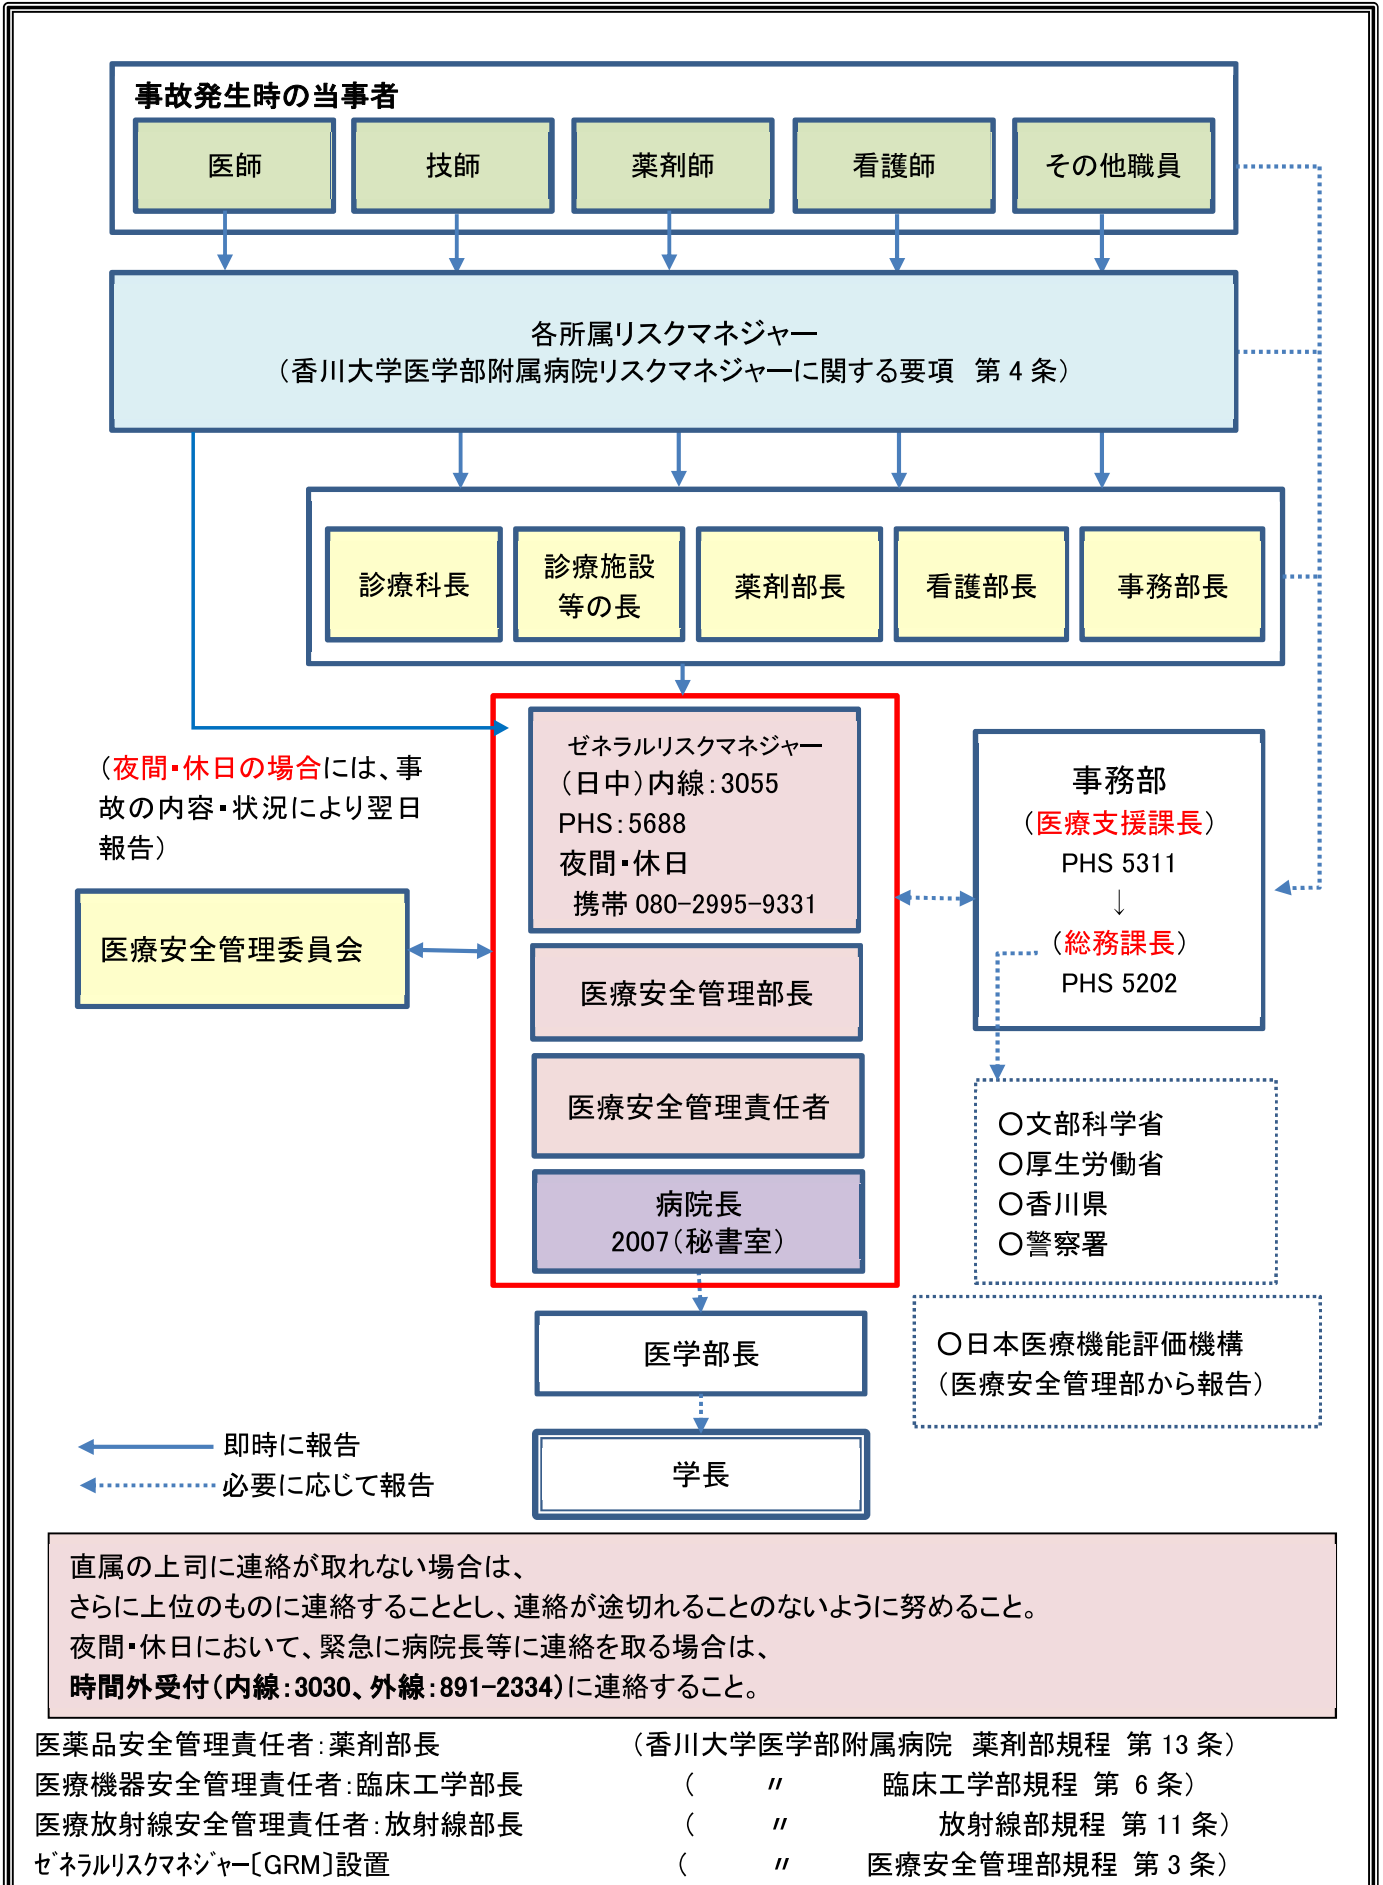 事故発生時の当事者
医師
技師
薬剤師
看護師
その他職員
各所属リスクマネジャー
（香川大学医学部附属病院リスクマネジャーに関する要項　第４条）
診療科長
診療施設
等の長
薬剤部長
看護部長
事務部長
ゼネラルリスクマネジャー
（日中）内線：3055
PHS：5688
夜間・休日
携帯 080-2995-9331
（夜間・休日の場合には、事
故の内容・状況により翌日
報告）
事務部
（医療支援課長）
PHS 5311
↓
（総務課長）
PHS 5202
医療安全管理委員会
医療安全管理部長
医療安全管理責任者
病院長
2007（秘書室）
○文部科学省
○厚生労働省
○香川県
○警察署
○日本医療機能評価機構
（医療安全管理部から報告）
医学部長
学長
即時に報告
必要に応じて報告
直属の上司に連絡が取れない場合は、
さらに上位のものに連絡することとし、連絡が途切れることのないように努めること。
夜間・休日において、緊急に病院長等に連絡を取る場合は、
時間外受付（内線：3030、外線：891-2334）に連絡すること。
医薬品安全管理責任者：薬剤部長　（香川大学医学部附属病院　薬剤部規程　第 13 条）
医療機器安全管理責任者：臨床工学部長　（　〃　臨床工学部規程　第　6 条）
医療放射線安全管理責任者：放射線部長　（　〃　放射線部規程　第 11 条）
ｾﾞネラルリスクマネジャー〔GRM〕設置　（　〃　医療安全管理部規程　第 3 条）